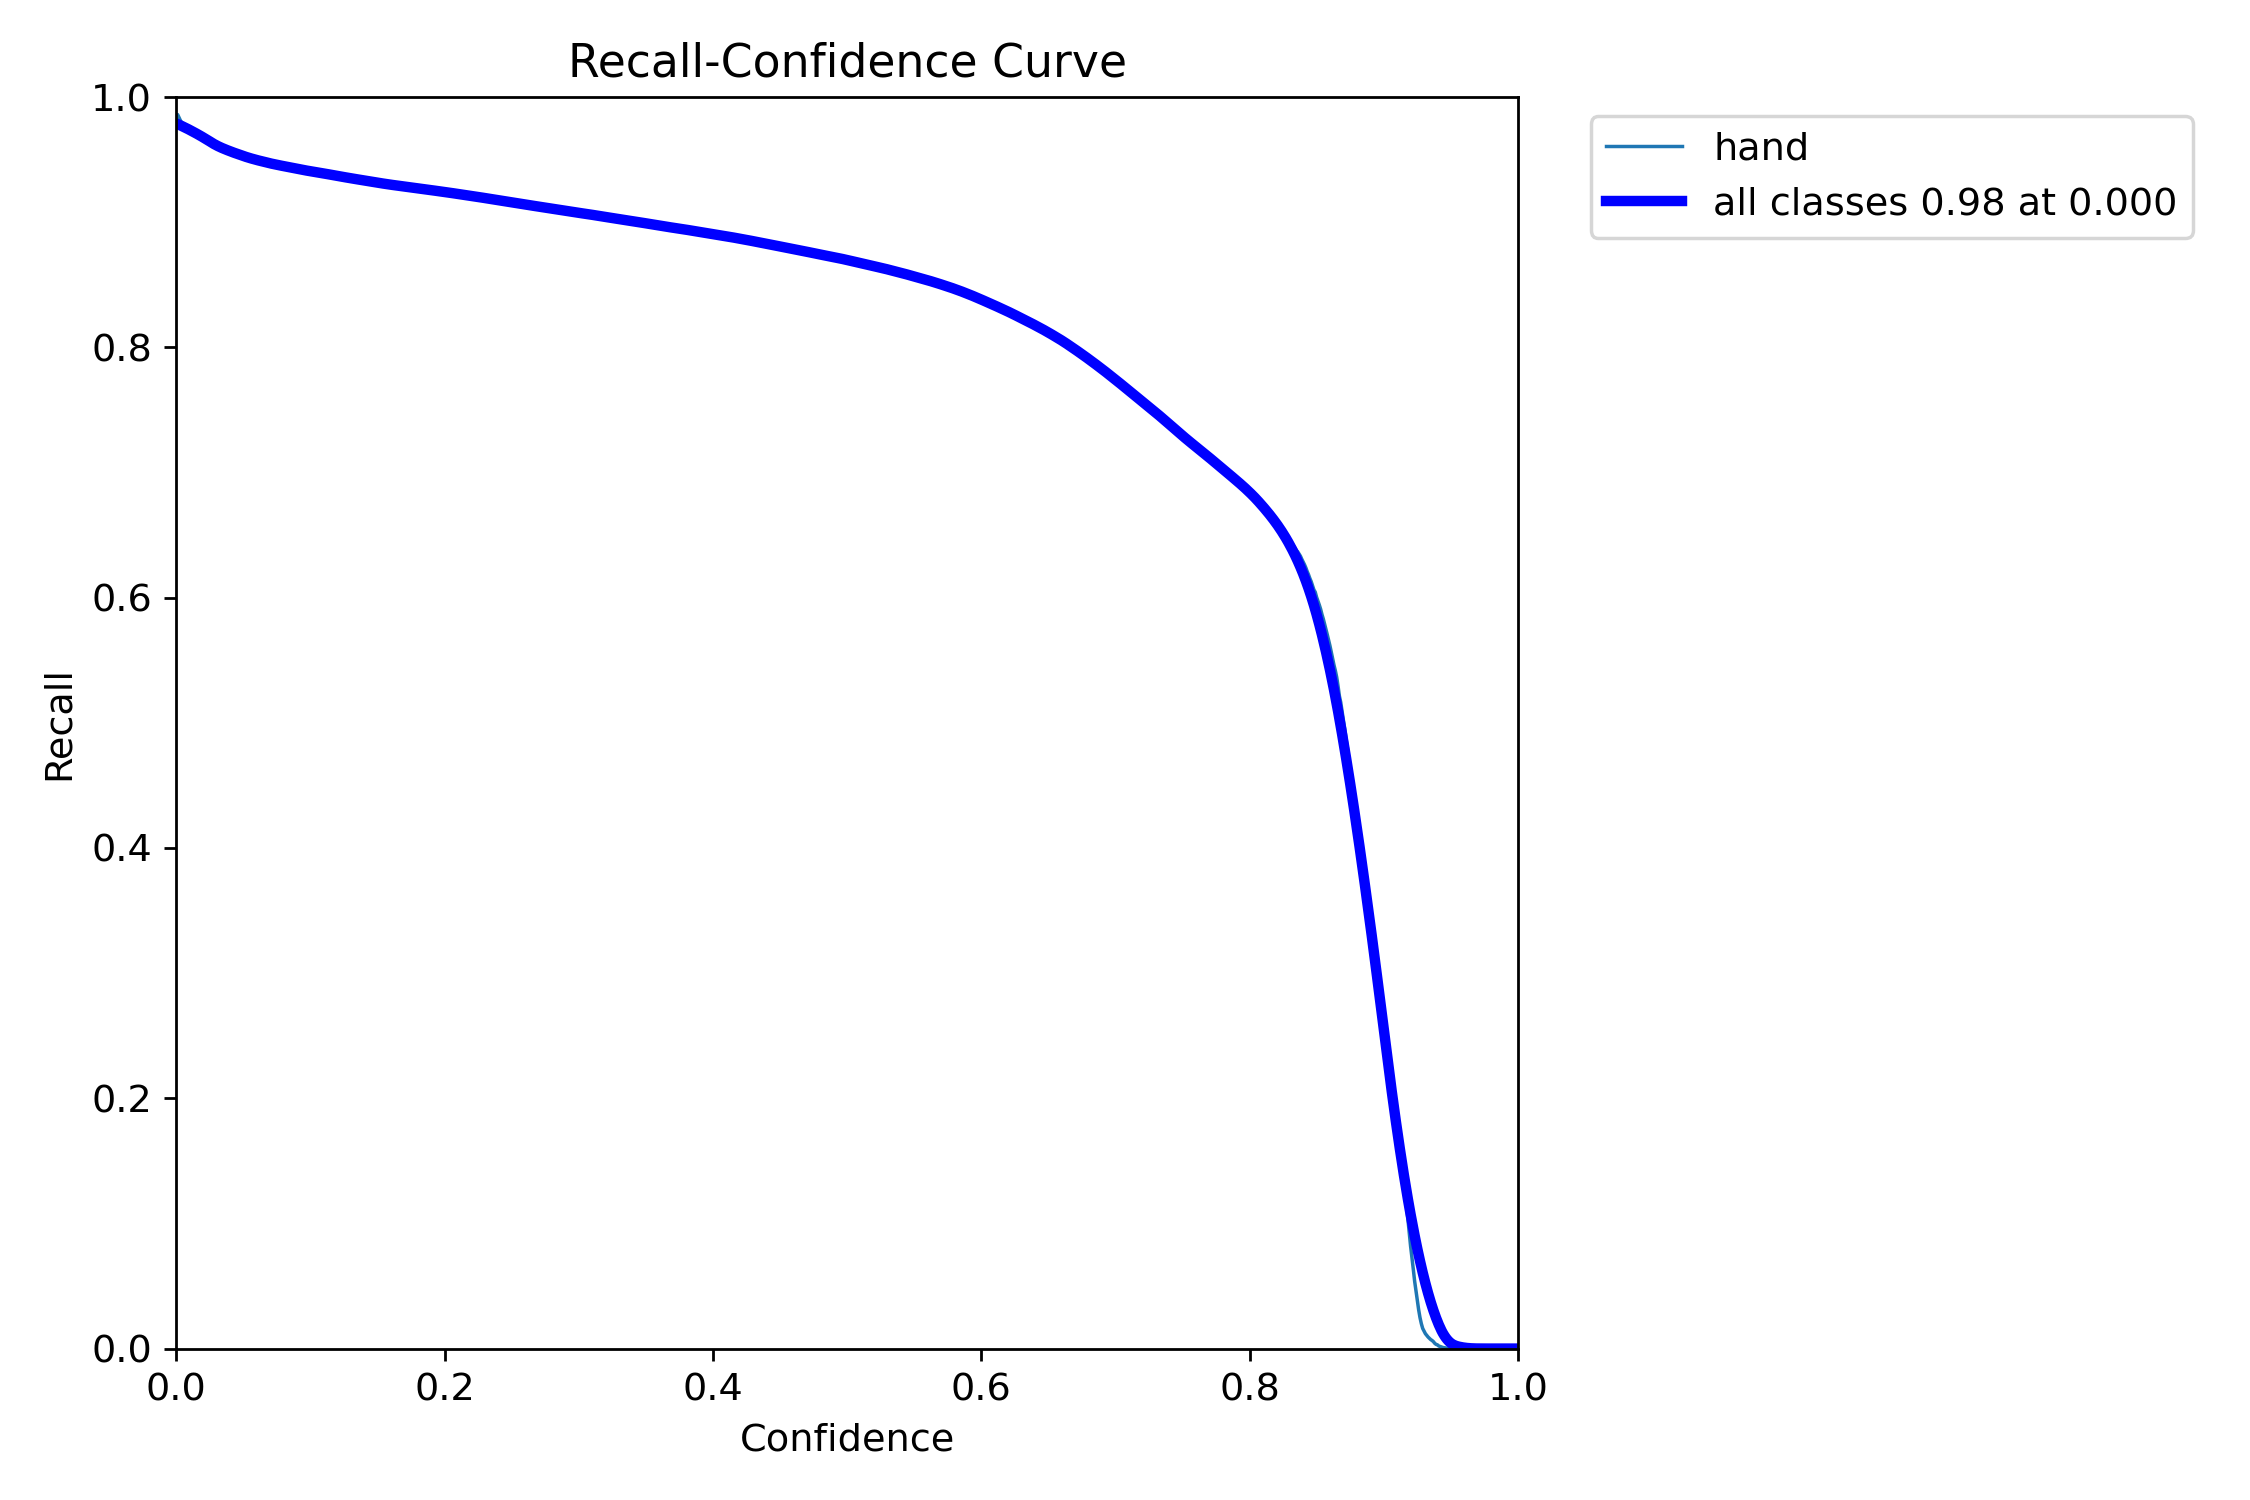 Recall-Confidence Curve
1.0
0.8
0.6
0.4
0.2
0.0
Recall
0.0 0.2 0.4 0.6 0.8 1.0
Confidence
hand
all classes 0.98 at 0.000